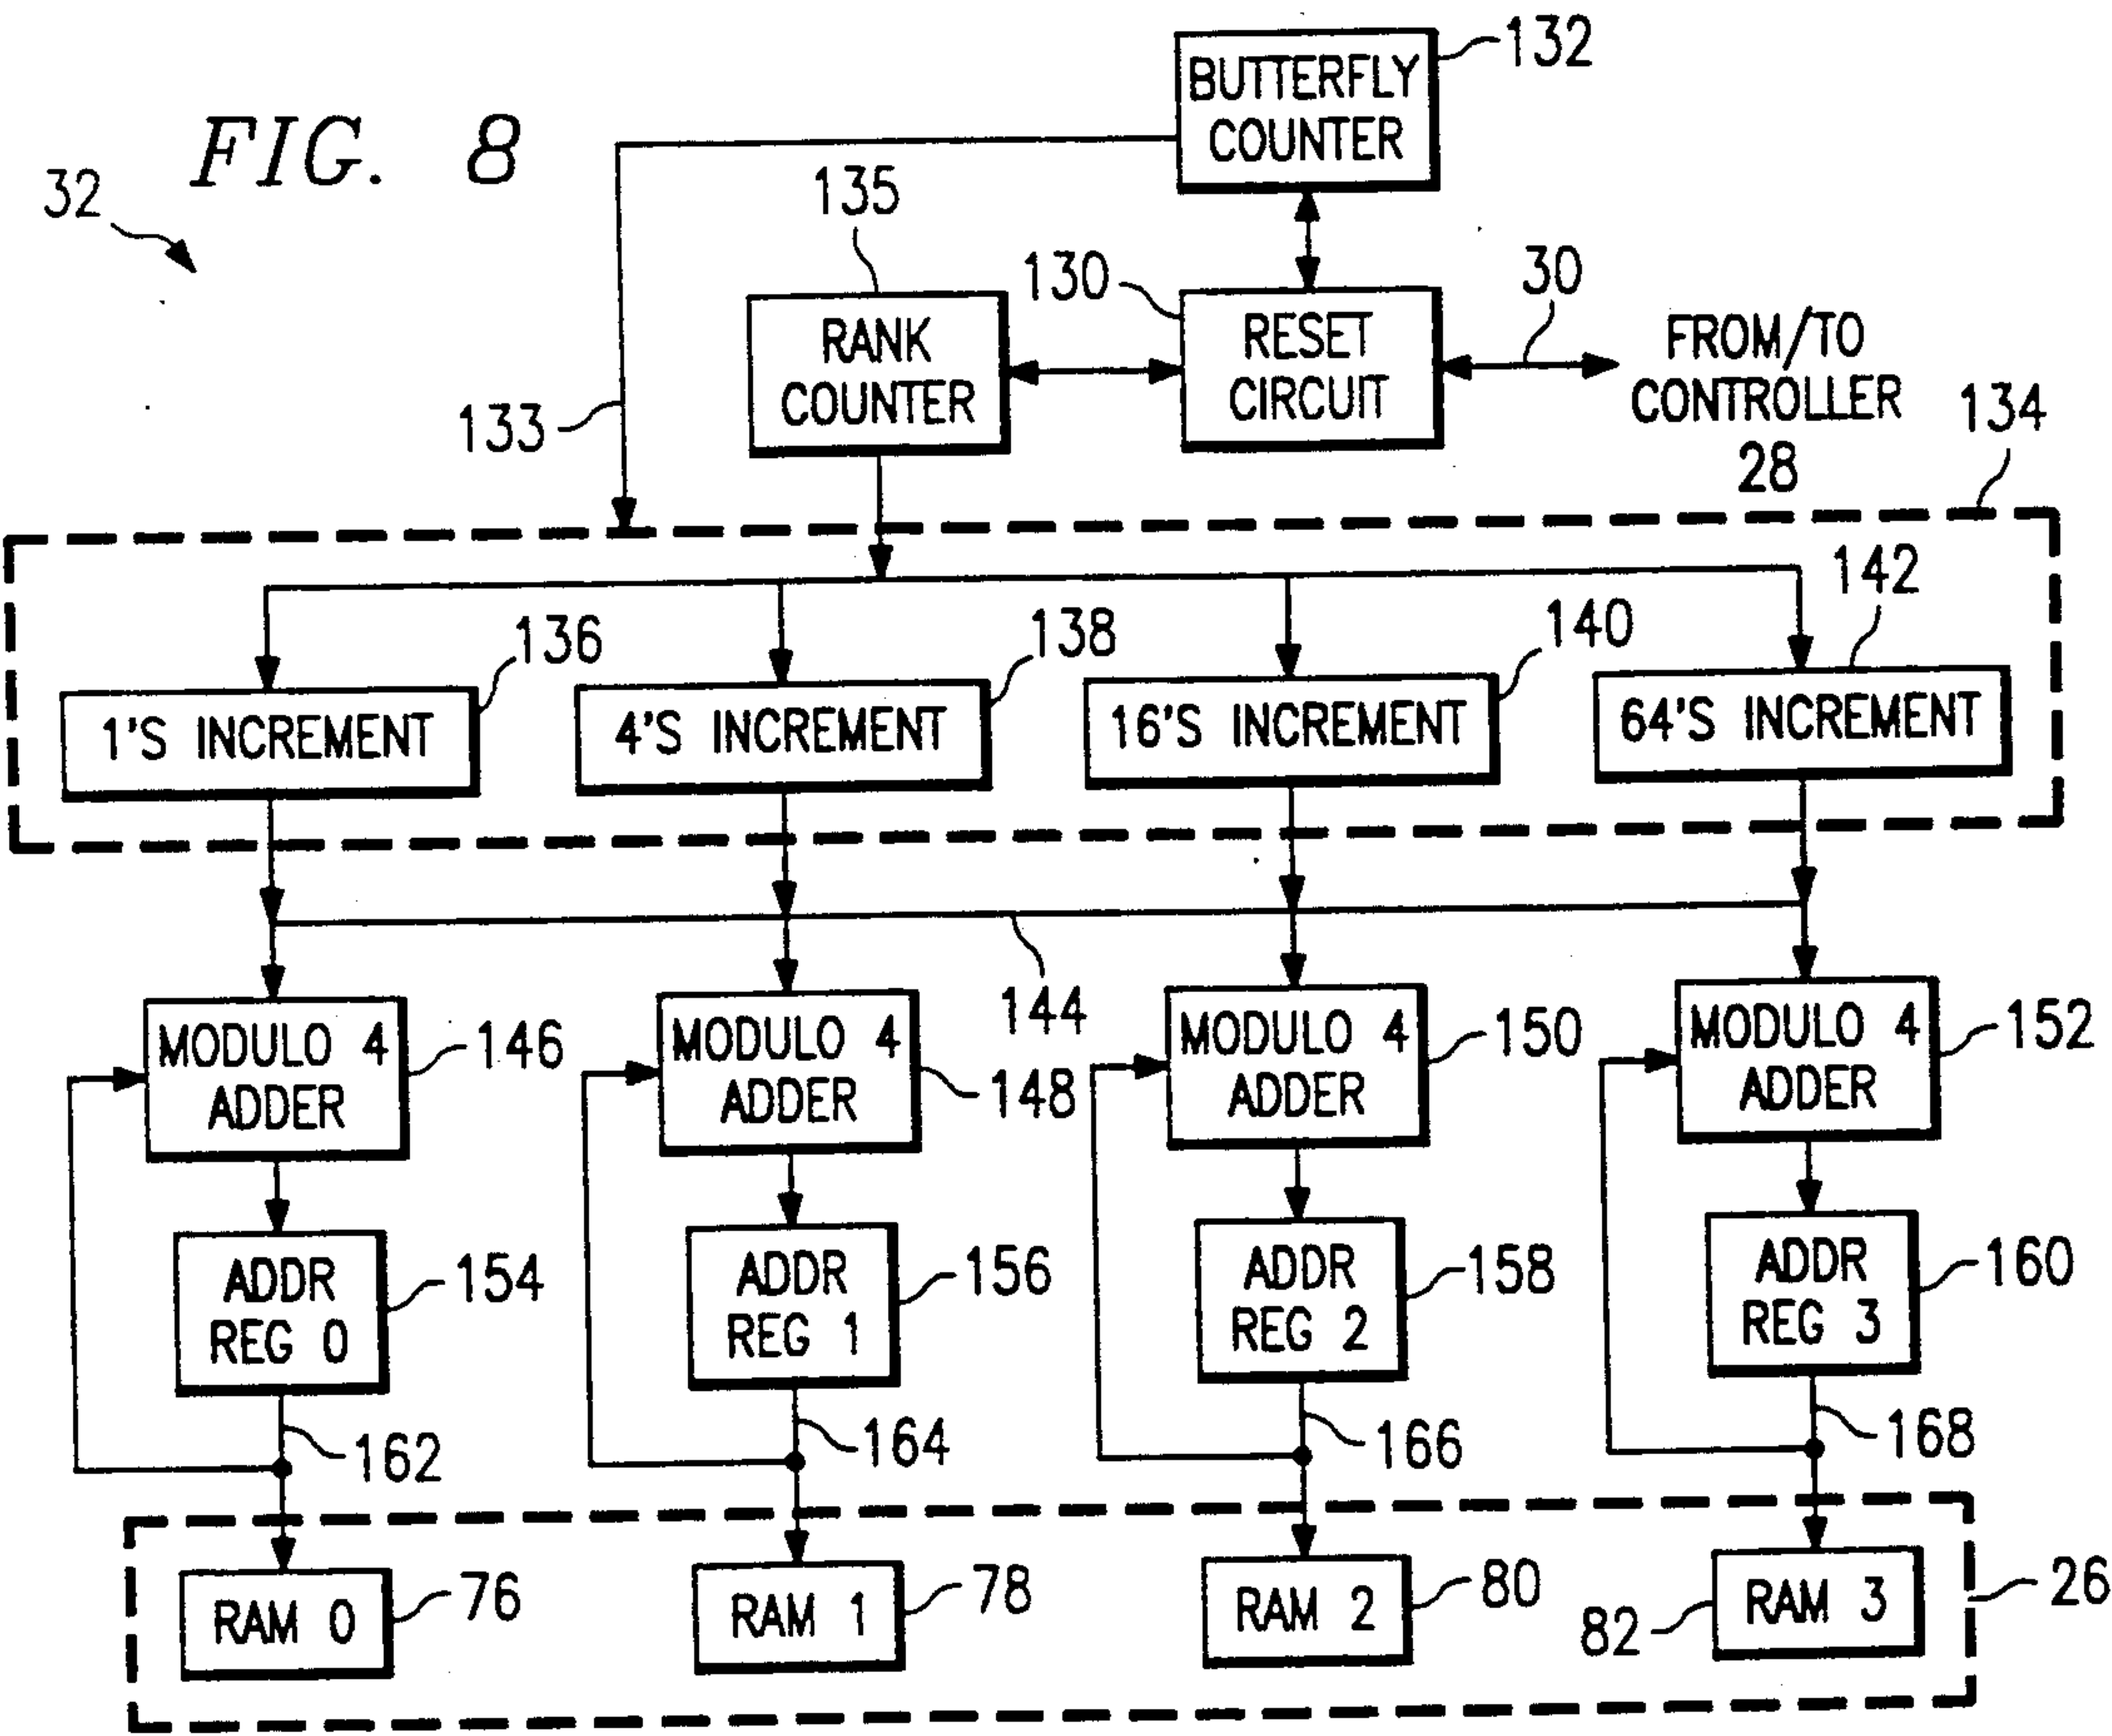 FIG. 8
32
BUTTERFLY
COUNTER
132
135
133
RANK
COUNTER
130
RESET
CIRCUIT
30
FROM/TO
CONTROLLER
28
134
136
138
140
142
1'S INCREMENT
4'S INCREMENT
16'S INCREMENT
64'S INCREMENT
144
MODULO 4
ADDER
146
MODULO 4
ADDER
148
MODULO 4
ADDER
150
MODULO 4
ADDER
152
ADDR
REG 0
154
ADDR
REG 1
156
ADDR
REG 2
158
ADDR
REG 3
160
162
164
166
168
RAM 0
76
RAM 1
78
RAM 2
80
RAM 3
82
26